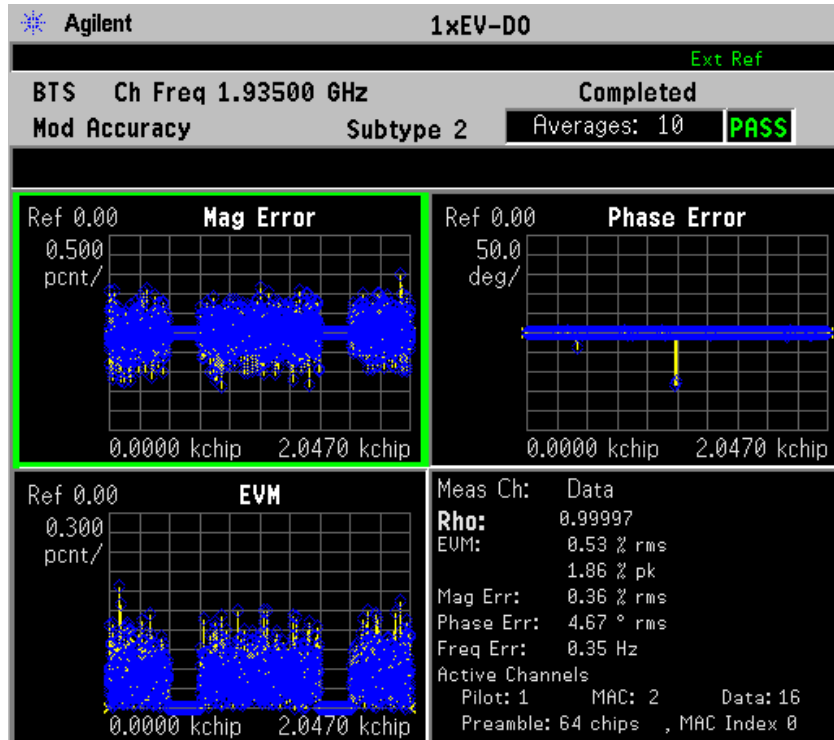 Agilent 1xEV-DO
Ext Ref
BTS Ch Freq 1.93500 GHz Completed
Mod Accuracy Subtype 2 Averages: 10 PASS
Ref 0.00 Mag Error
0.500
pcnt/
0.0000 kchip 2.0470 kchip
Ref 0.00 Phase Error
50.0
deg/
0.0000 kchip 2.0470 kchip
Ref 0.00 EVM
0.300
pcnt/
0.0000 kchip 2.0470 kchip
Meas Ch: Data
Rho: 0.99997
EVM: 0.53 % rms
1.86 % pk
Mag Err: 0.36 % rms
Phase Err: 4.67 ° rms
Freq Err: 0.35 Hz
Active Channels
Pilot: 1 MAC: 2 Data: 16
Preamble: 64 chips , MAC Index 0